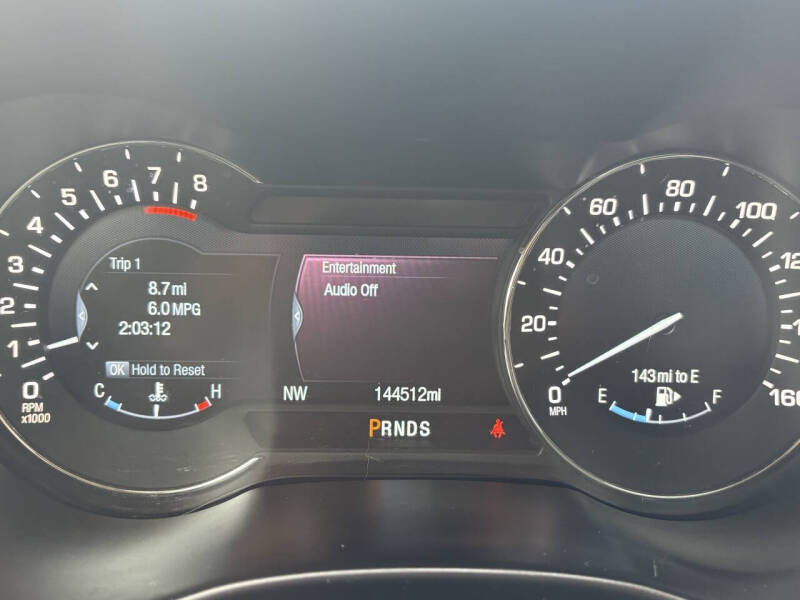 0
1
2
3
4
5
6
7
8
RPM
x1000
Trip 1
8.7 mi
6.0 MPG
2:03:12
OK Hold to Reset
C H
Entertainment
Audio Off
NW 144512mi
PRNDS
0
20
40
60
80
100
160
MPH
143 mi to E
E F